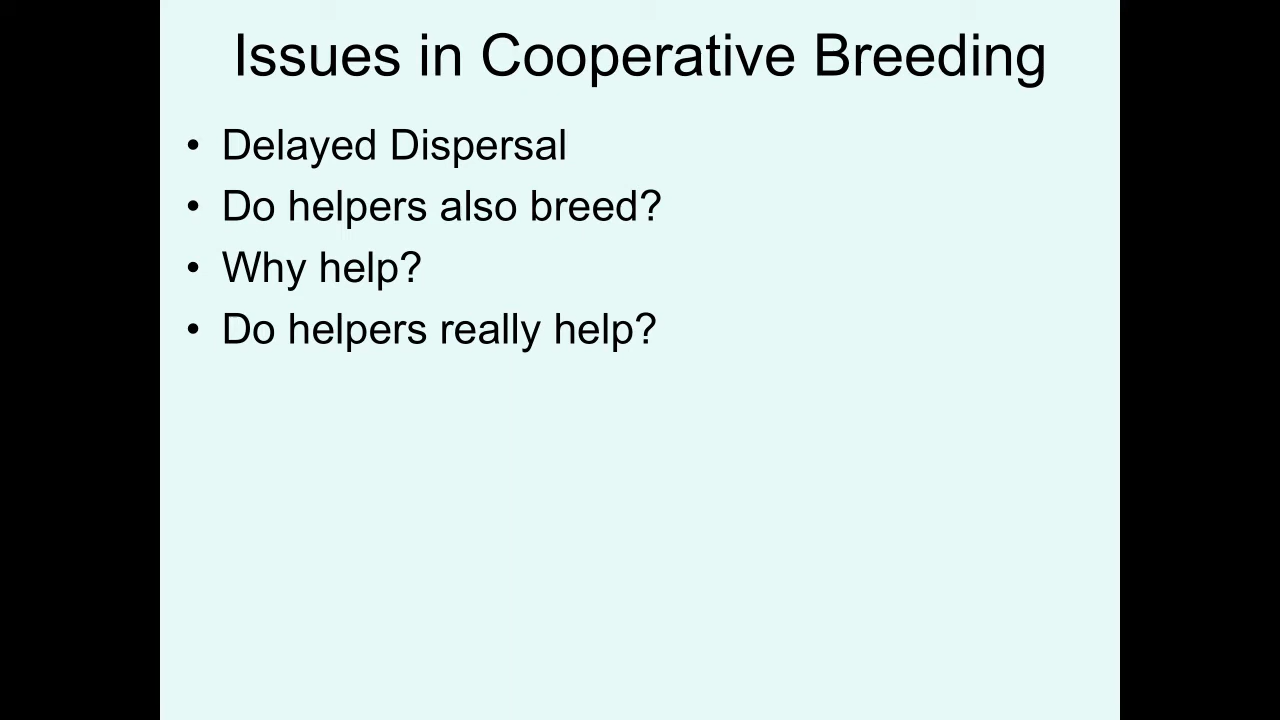 Issues in Cooperative Breeding
• Delayed Dispersal
• Do helpers also breed?
• Why help?
• Do helpers really help?